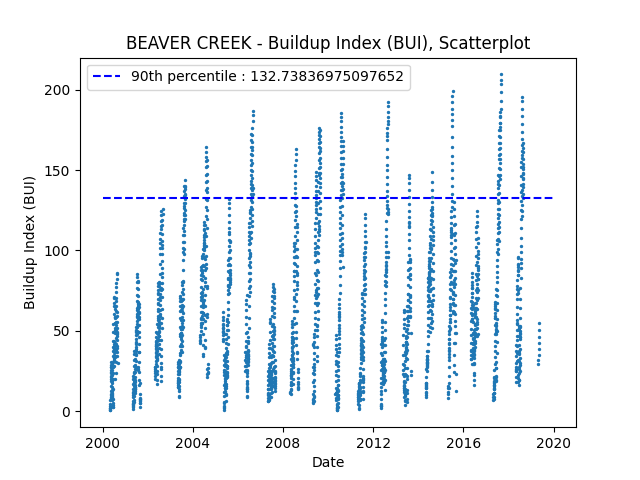 BEAVER CREEK - Buildup Index (BUI), Scatterplot
90th percentile : 132.73836975097652
200
150
100
50
0
Buildup Index (BUI)
2000 2004 2008 2012 2016 2020
Date